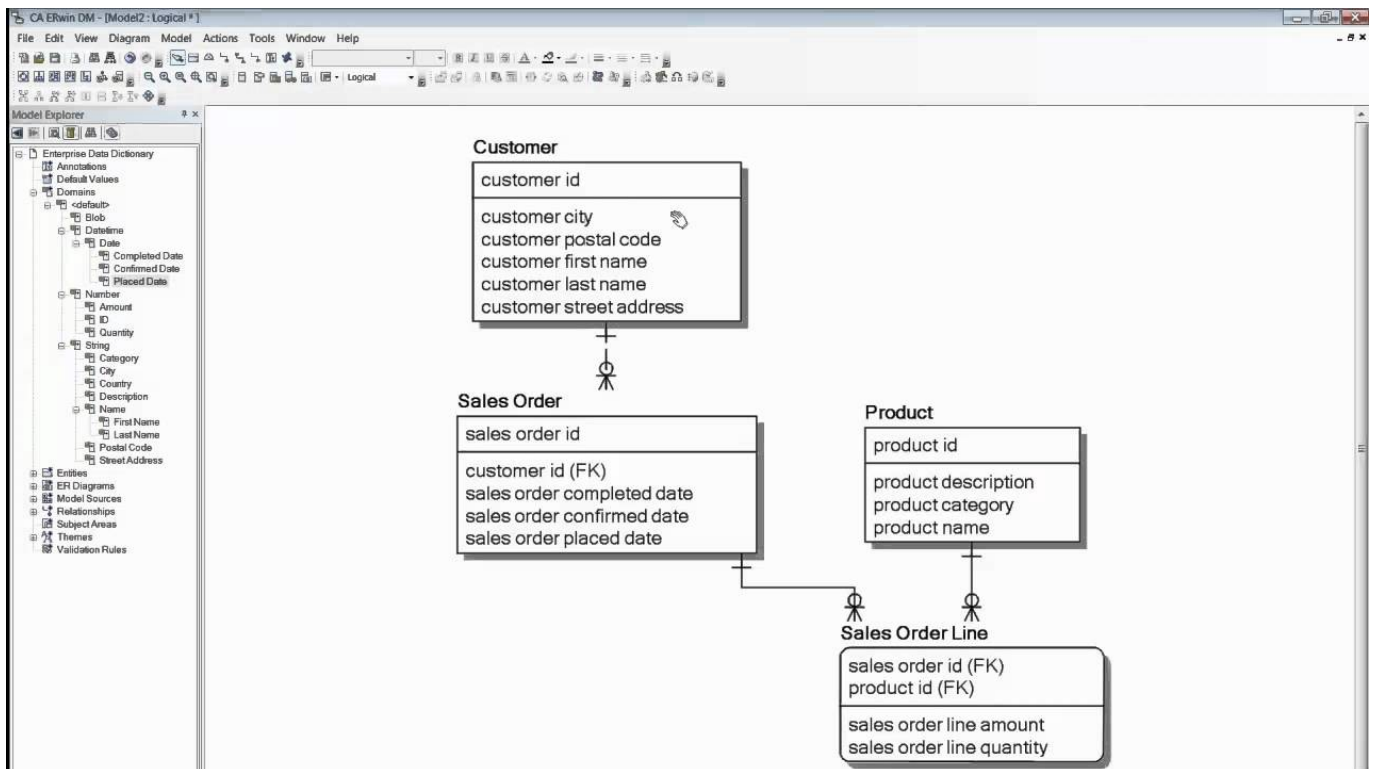 CA ERwin DM - [Model2 : Logical * ]
File Edit View Diagram Model Actions Tools Window Help
Logical
Model Explorer
Enterprise Data Dictionary
Annotations
Default Values
Domains
<default>
Blob
Datetime
Date
Completed Date
Confirmed Date
Placed Date
Number
Amount
ID
Quantity
String
Category
City
Country
Description
Name
First Name
Last Name
Postal Code
Street Address
Entities
ER Diagrams
Model Sources
Relationships
Subject Areas
Themes
Validation Rules
Customer
customer id
customer city
customer postal code
customer first name
customer last name
customer street address
Sales Order
sales order id
customer id (FK)
sales order completed date
sales order confirmed date
sales order placed date
Product
product id
product description
product category
product name
Sales Order Line
sales order id (FK)
product id (FK)
sales order line amount
sales order line quantity